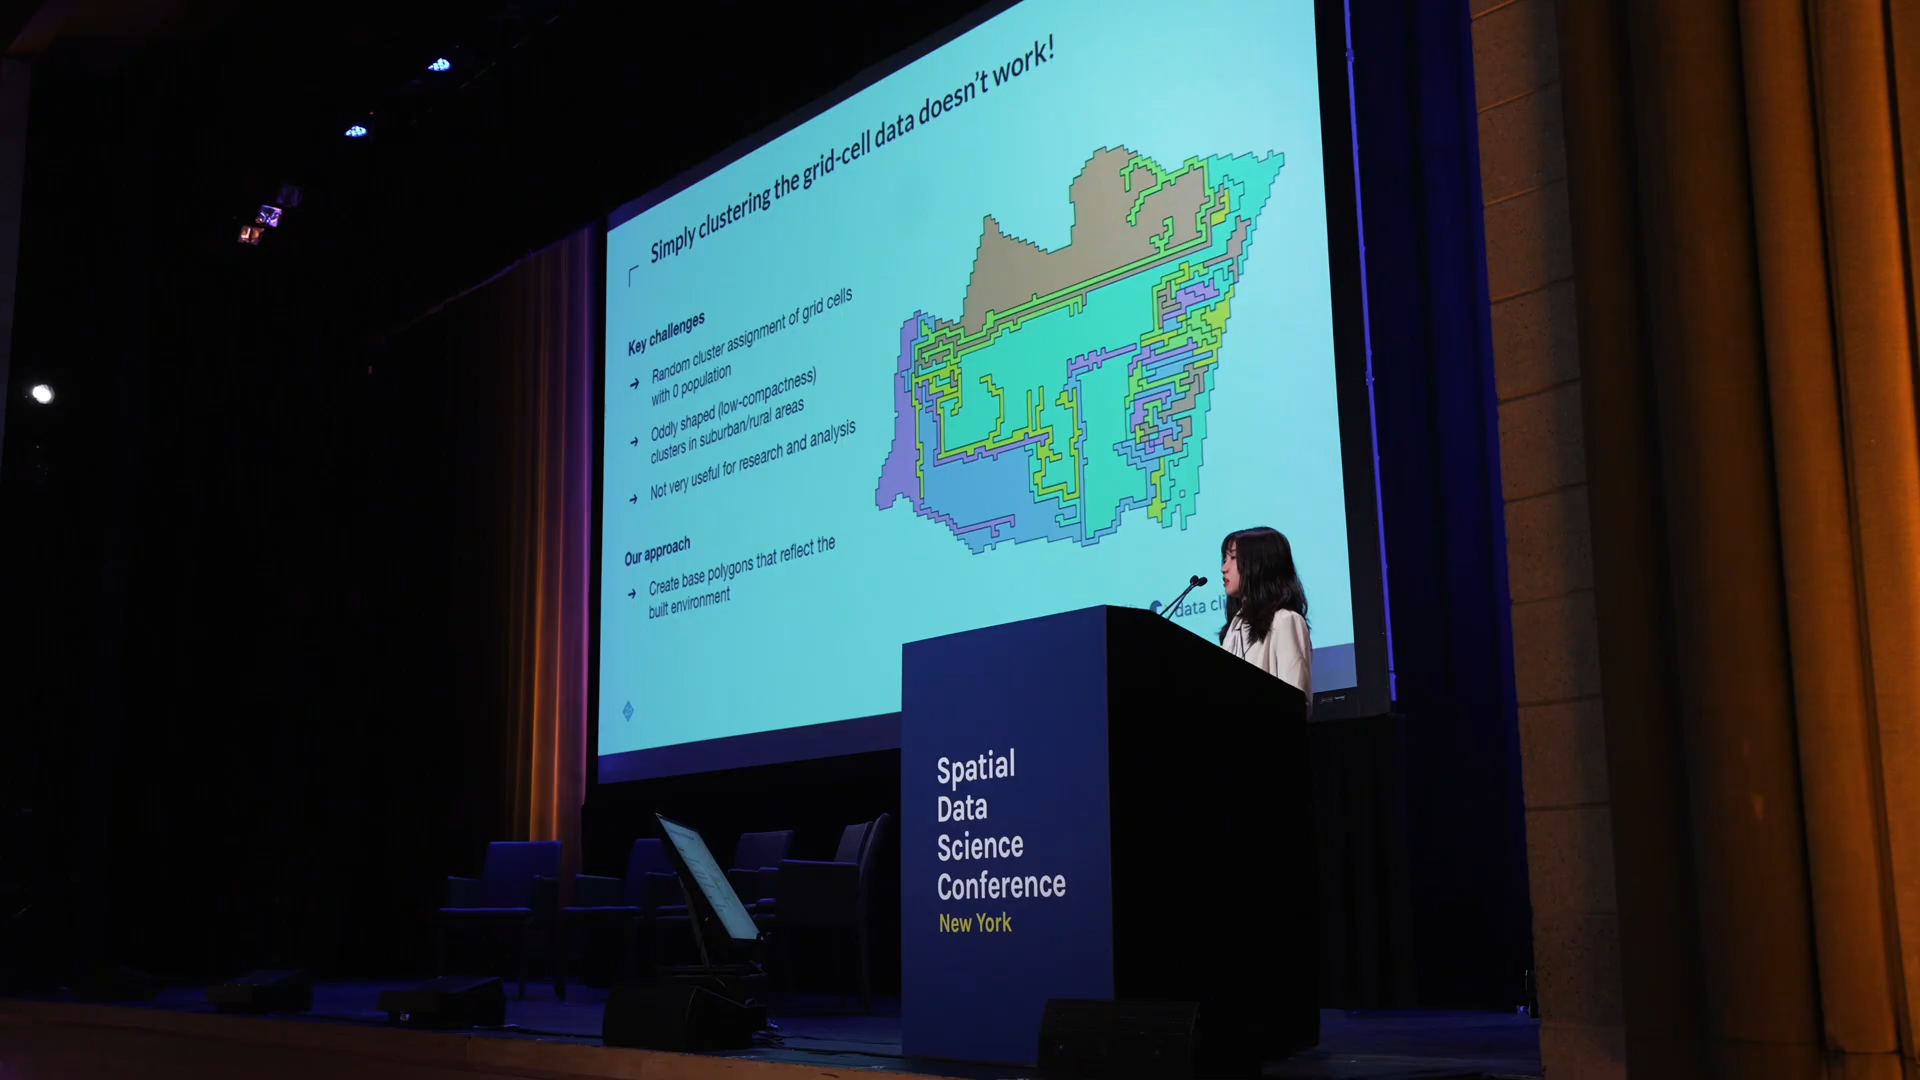 Simply clustering the grid-cell data doesn't work!
Key challenges
→ Random cluster assignment of grid cells
with 0 population
→ Oddly shaped (low-compactness)
clusters in suburban/rural areas
→ Not very useful for research and analysis
Our approach
→ Create base polygons that reflect the
built environment
data cli
Spatial
Data
Science
Conference
New York